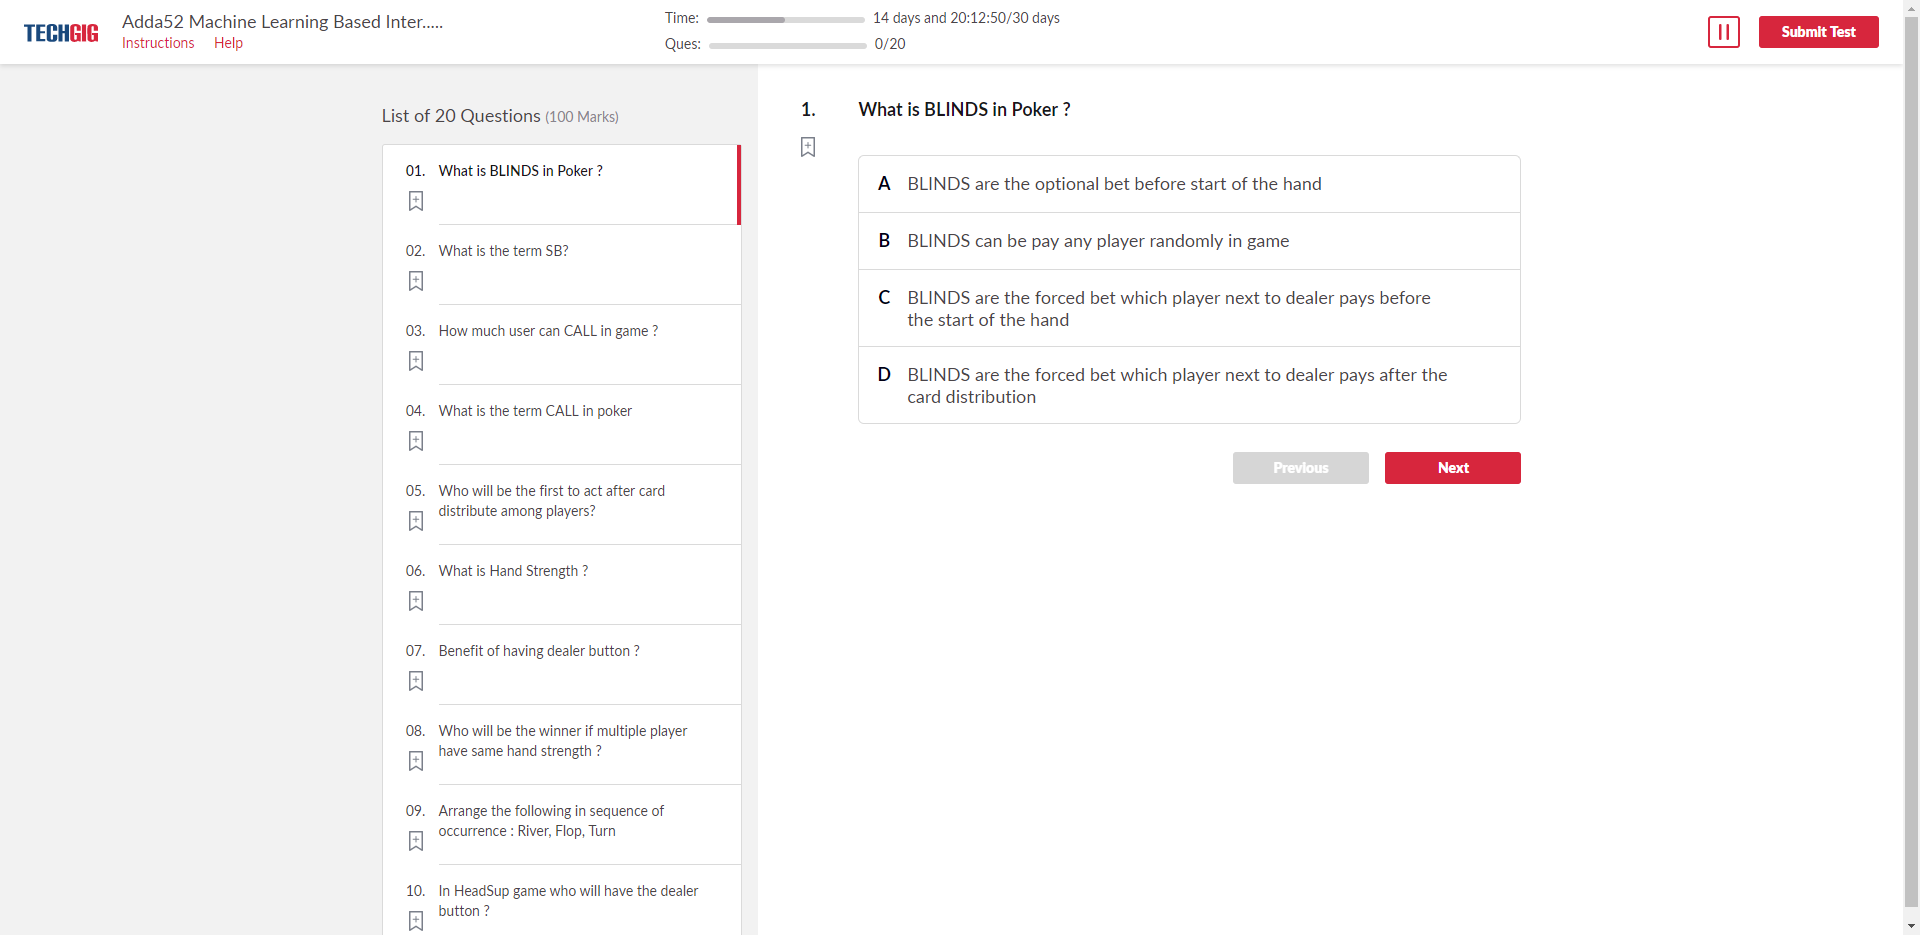 TECHGIG
Adda52 Machine Learning Based Inter.....
Instructions Help
Time: 14 days and 20:12:50/30 days
Ques: 0/20
Submit Test
List of 20 Questions (100 Marks)
01. What is BLINDS in Poker ?
02. What is the term SB?
03. How much user can CALL in game ?
04. What is the term CALL in poker
05. Who will be the first to act after card
distribute among players?
06. What is Hand Strength ?
07. Benefit of having dealer button ?
08. Who will be the winner if multiple player
have same hand strength ?
09. Arrange the following in sequence of
occurrence : River, Flop, Turn
10. In HeadSup game who will have the dealer
button ?
1. What is BLINDS in Poker ?
A BLINDS are the optional bet before start of the hand
B BLINDS can be pay any player randomly in game
C BLINDS are the forced bet which player next to dealer pays before
the start of the hand
D BLINDS are the forced bet which player next to dealer pays after the
card distribution
Previous Next